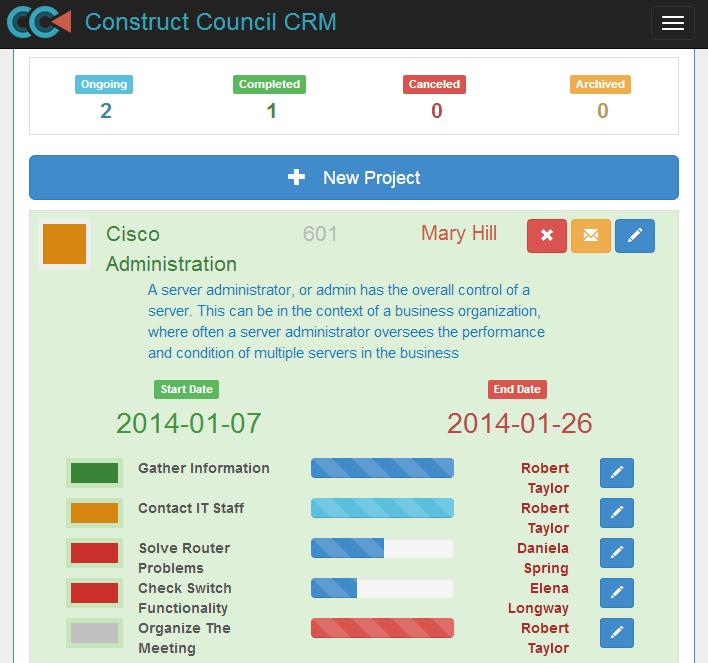 Construct Council CRM
Ongoing Completed Canceled Archived
2 1 0 0
New Project
Cisco Administration 601 Mary Hill
A server administrator, or admin has the overall control of a
server. This can be in the context of a business organization,
where often a server administrator oversees the performance
and condition of multiple servers in the business
Start Date End Date
2014-01-07 2014-01-26
Gather Information Robert Taylor
Contact IT Staff Robert Taylor
Solve Router Problems Daniela Spring
Check Switch Functionality Elena Longway
Organize The Meeting Robert Taylor